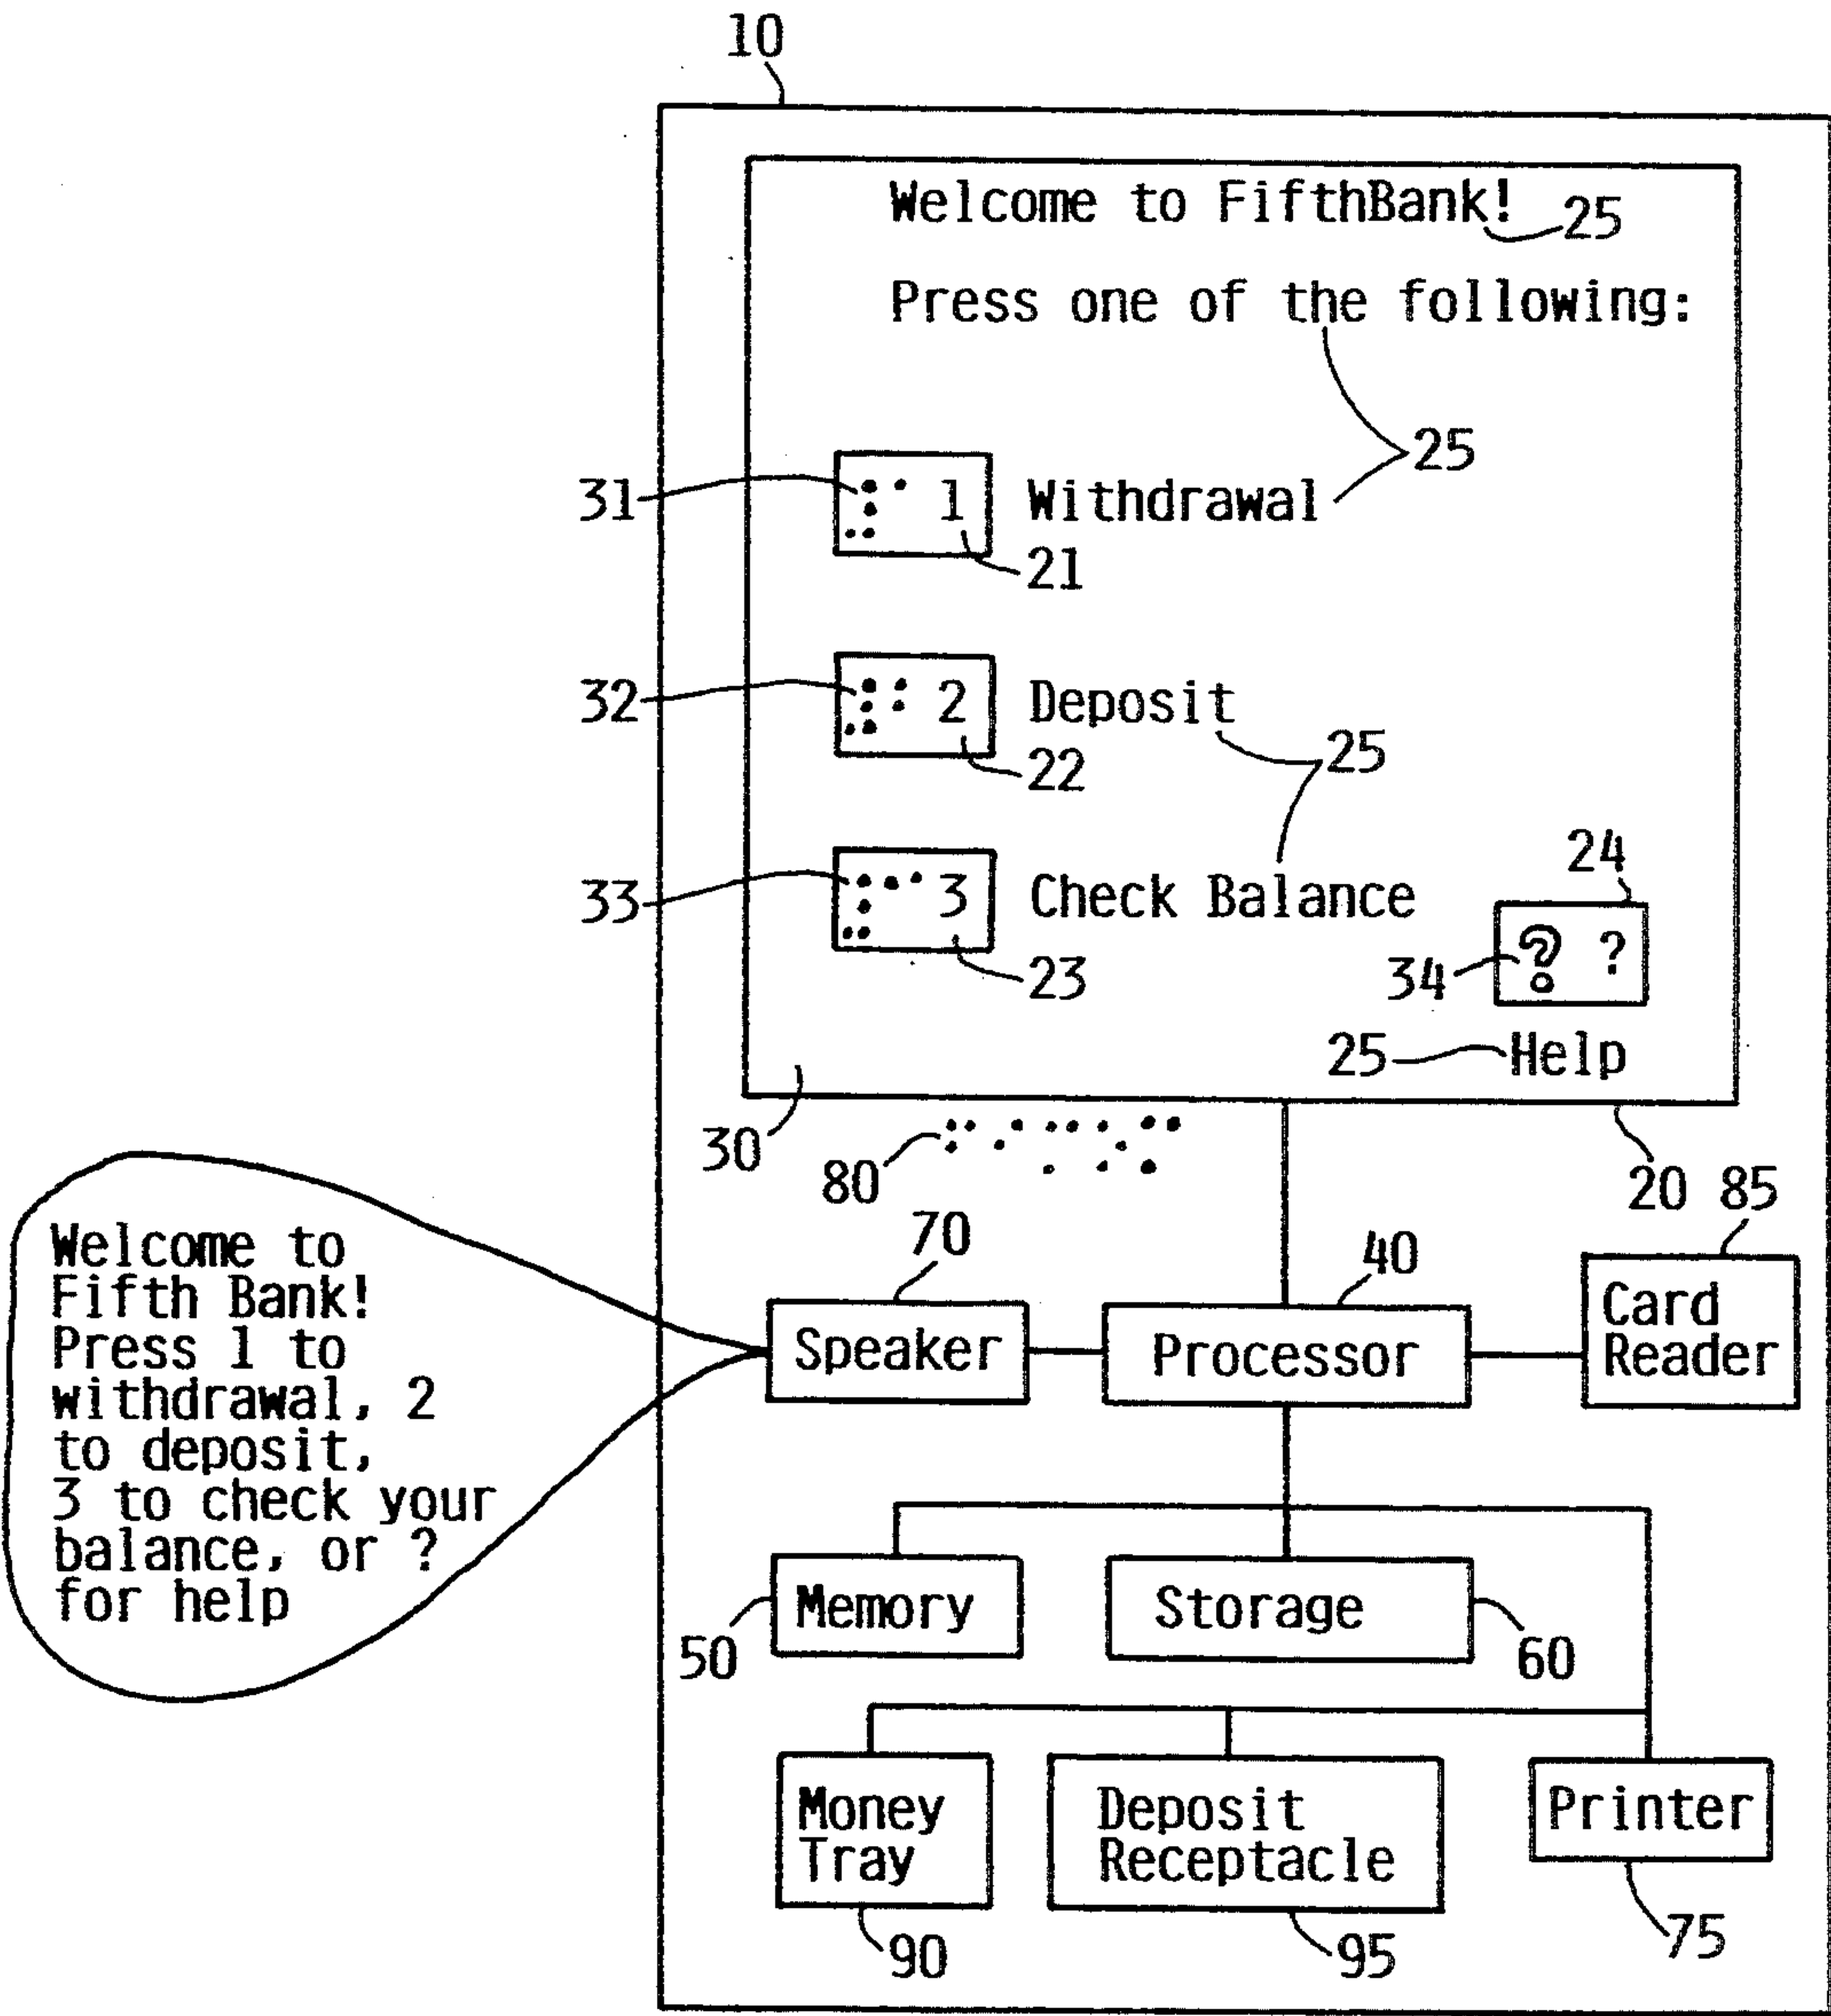 10
Welcome to FifthBank!
25
Press one of the following:
25
31
1
Withdrawal
21
32
2
Deposit
22
25
33
3
Check Balance
23
24
34
?
?
25
Help
30
80
20
85
Welcome to
Fifth Bank!
Press 1 to
withdrawal, 2
to deposit,
3 to check your
balance, or ?
for help
70
Speaker
40
Processor
Card
Reader
Memory
50
Storage
60
Money
Tray
90
Deposit
Receptacle
95
Printer
75